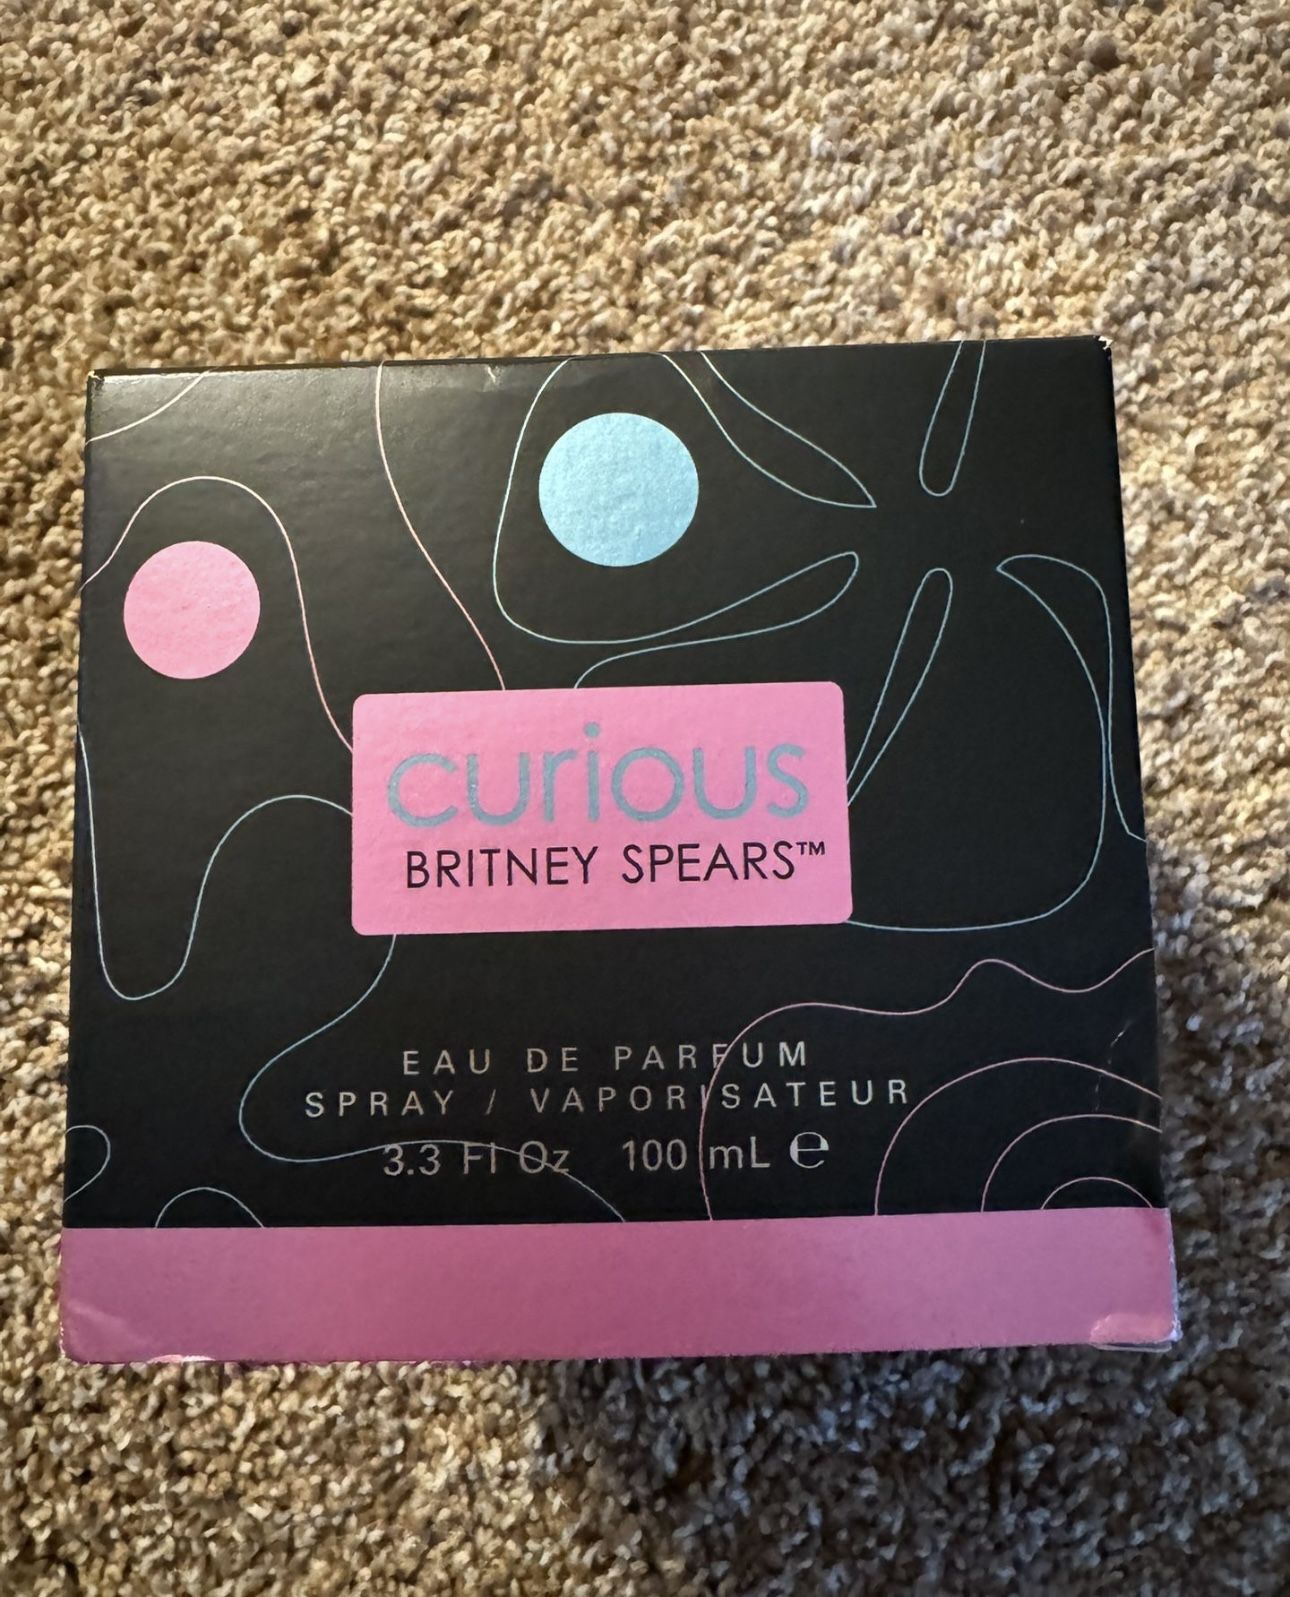 curious
BRITNEY SPEARS™
EAU DE PARFUM
SPRAY / VAPORISATEUR
3.3 Fl Oz 100 mL ℮